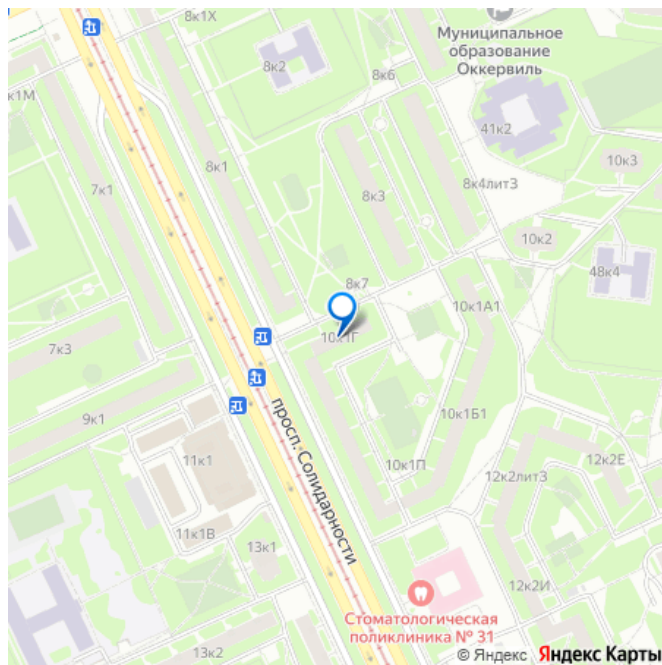 8к1Х
Муниципальное
образование
Оккервиль
8к2
8к6
к1М
41к2
10к3
8к1
7к1
8к3
8к4лит3
10к2
48к4
8к7
10к1А1
10к1Г
7к3
9к1
просп. Солидарности
10к1Б1
11к1
10к1П
12к2лит3
12к2Е
11к1В
13к1
12к2И
Стоматологическая
поликлиника № 31
13к2
© Яндекс Яндекс Карты